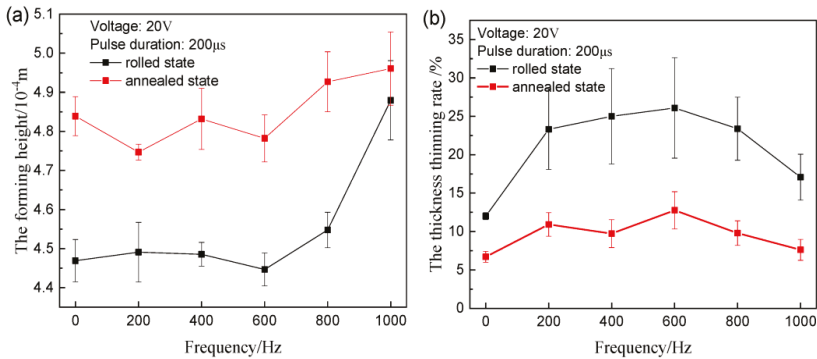 (a)
Voltage: 20V
Pulse duration: 200μs
rolled state
annealed state
The forming height/10⁻⁴m
5.1
5.0
4.9
4.8
4.7
4.6
4.5
4.4
0 200 400 600 800 1000
Frequency/Hz
(b)
Voltage: 20V
Pulse duration: 200μs
rolled state
annealed state
The thickness thinning rate /%
35
30
25
20
15
10
5
0
0 200 400 600 800 1000
Frequency/Hz